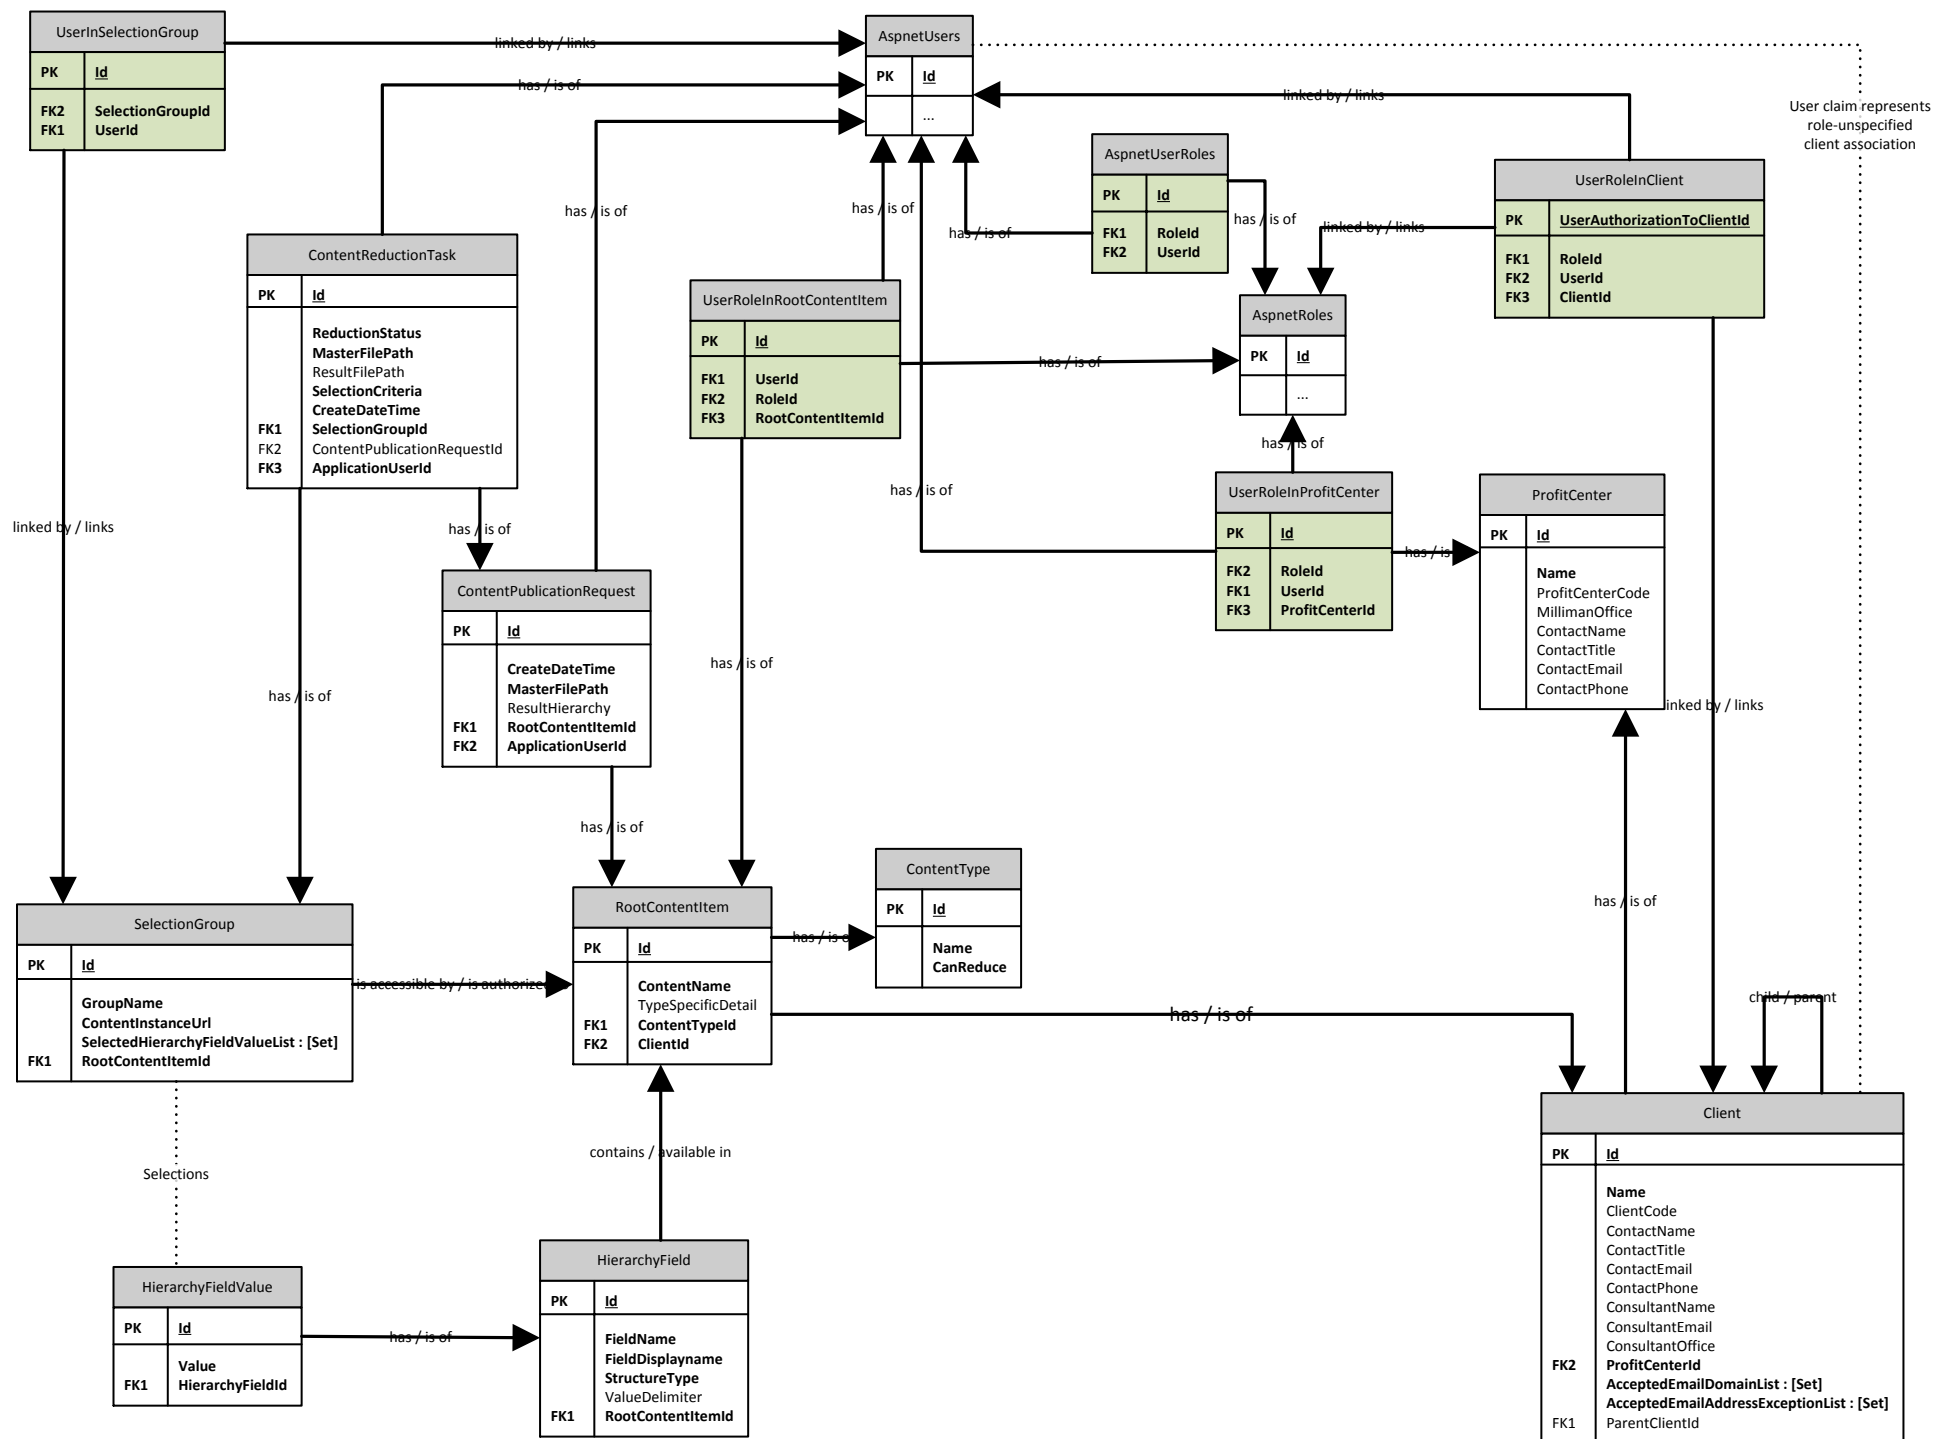 UserInSelectionGroup
PK Id
FK2 SelectionGroupId
FK1 UserId
linked by / links
AspnetUsers
PK Id
...
has / is of
linked by / links
User claim represents
role-unspecified
client association
AspnetUserRoles
PK Id
FK1 RoleId
FK2 UserId
UserRoleInClient
PK UserAuthorizationToClientId
FK1 RoleId
FK2 UserId
FK3 ClientId
has / is of
has / is of
has / is of
has / is of
linked by / links
ContentReductionTask
PK Id
ReductionStatus
MasterFilePath
ResultFilePath
SelectionCriteria
CreateDateTime
FK1 SelectionGroupId
FK2 ContentPublicationRequestId
FK3 ApplicationUserId
UserRoleInRootContentItem
PK Id
FK1 UserId
FK2 RoleId
FK3 RootContentItemId
has / is of
AspnetRoles
PK Id
...
has / is of
has / is of
linked by / links
has / is of
UserRoleInProfitCenter
PK Id
FK2 RoleId
FK1 UserId
FK3 ProfitCenterId
has / is
ProfitCenter
PK Id
Name
ProfitCenterCode
MillimanOffice
ContactName
ContactTitle
ContactEmail
ContactPhone
ContentPublicationRequest
PK Id
CreateDateTime
MasterFilePath
ResultHierarchy
FK1 RootContentItemId
FK2 ApplicationUserId
has / is of
has / is of
inked by / links
has / is of
has / is of
SelectionGroup
PK Id
GroupName
ContentInstanceUrl
SelectedHierarchyFieldValueList : [Set]
FK1 RootContentItemId
is accessible by / is authorize
RootContentItem
PK Id
ContentName
TypeSpecificDetail
FK1 ContentTypeId
FK2 ClientId
has / is o
ContentType
PK Id
Name
CanReduce
has / is of
child / parent
Selections
contains / available in
HierarchyFieldValue
PK Id
Value
FK1 HierarchyFieldId
has / is of
HierarchyField
PK Id
FieldName
FieldDisplayname
StructureType
ValueDelimiter
FK1 RootContentItemId
Client
PK Id
Name
ClientCode
ContactName
ContactTitle
ContactEmail
ContactPhone
ConsultantName
ConsultantEmail
ConsultantOffice
FK2 ProfitCenterId
AcceptedEmailDomainList : [Set]
AcceptedEmailAddressExceptionList : [Set]
FK1 ParentClientId